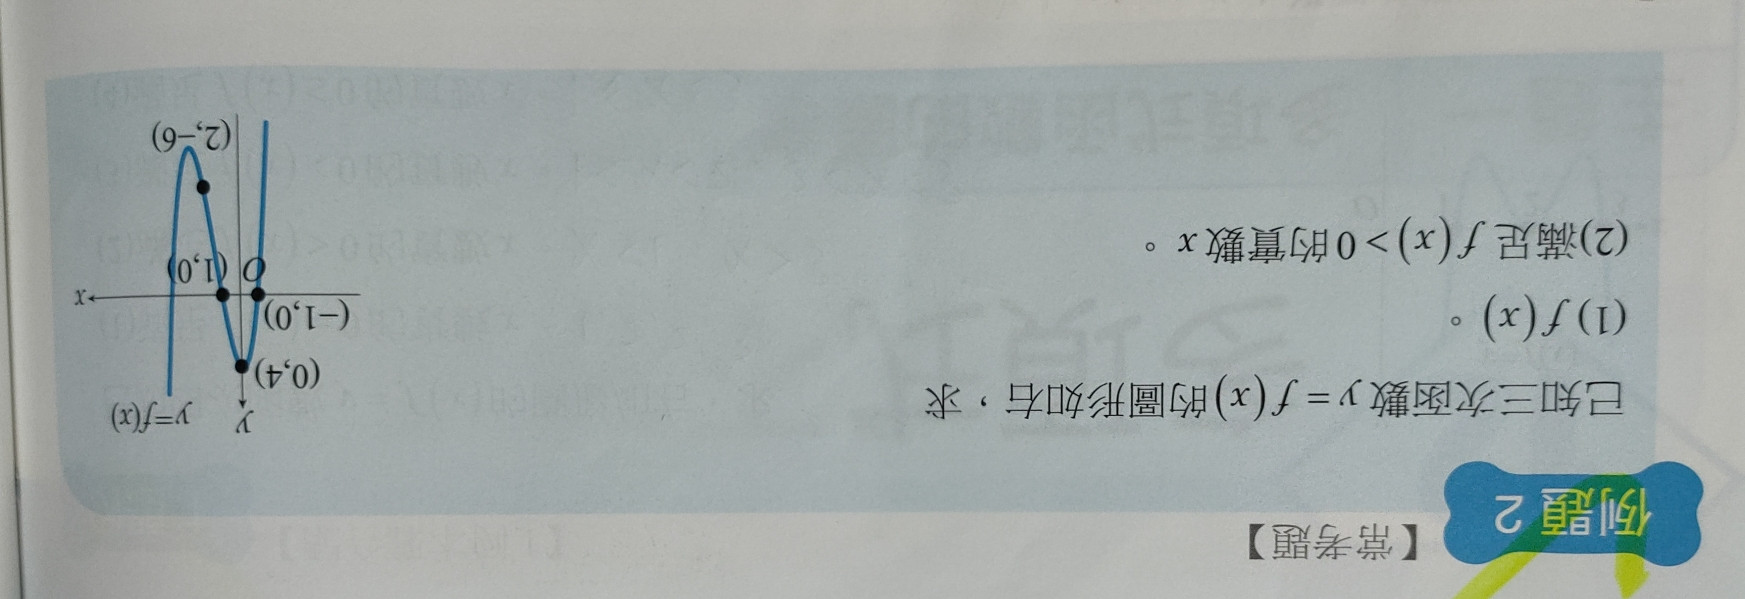 例題 2
【常考題】
已知三次函數 y = f(x) 的圖形如右，求
(1) f(x)。
(2)滿足 f(x) > 0 的實數 x。
y
y=f(x)
(0,4)
(−1,0)
O
(1,0)
x
(2,−6)